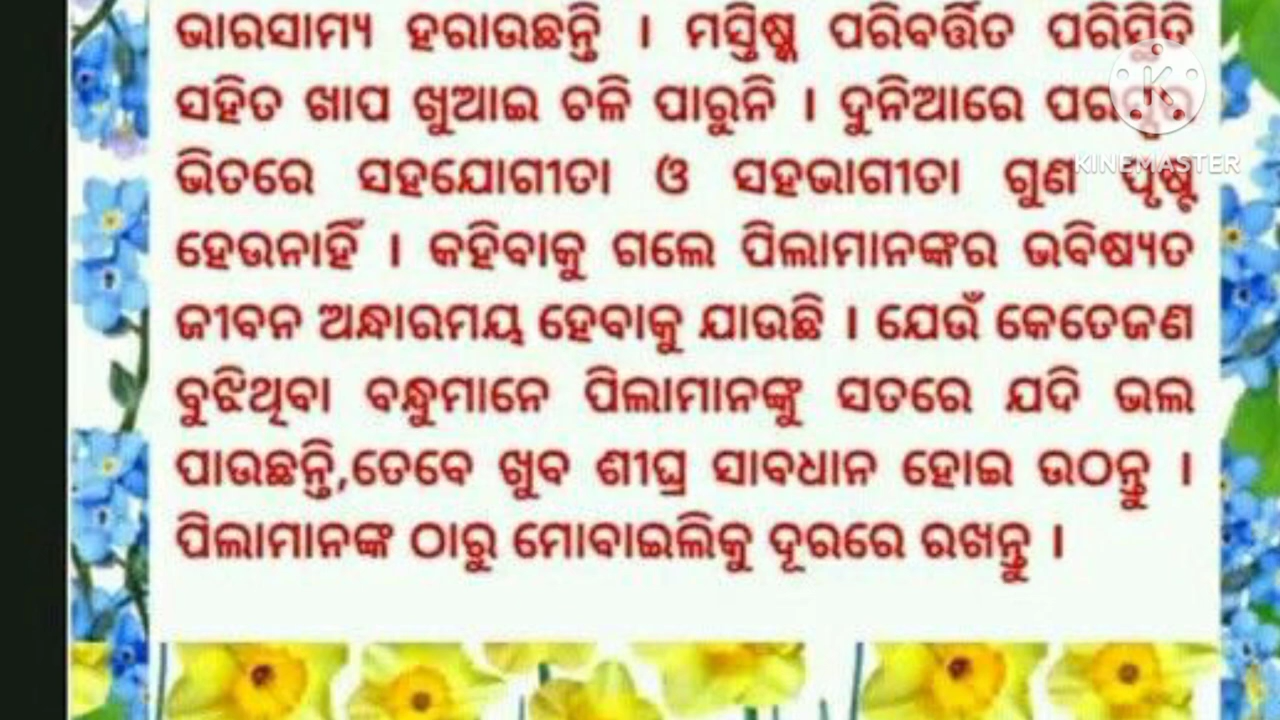 ଭାରସାମ୍ୟ ହରାଉଛନ୍ତି । ମସ୍ତିଷ୍କ ପରିବର୍ତ୍ତିତ ପରିସ୍ଥିତି
ସହିତ ଖାପ ଖୁଆଇ ଚଳି ପାରୁନି । ଦୁନିଆରେ
ଭିତରେ ସହଯୋଗୀତା ଓ ସହଭାଗୀତା ଗୁଣ ପୃଷ୍ଟ
ହେଉନାହିଁ । କହିବାକୁ ଗଲେ ପିଲାମାନଙ୍କର ଭବିଷ୍ୟତ
ଜୀବନ ଅନ୍ଧାରମୟ ହେବାକୁ ଯାଉଛି । ଯେଉଁ କେତେଜଣ
ବୁଝିଥିବା ବନ୍ଧୁମାନେ ପିଲାମାନଙ୍କୁ ସତରେ ଯଦି ଭଲ
ପାଉଛନ୍ତି,ତେବେ ଖୁବ ଶୀଘ୍ର ସାବଧାନ ହୋଇ ଉଠନ୍ତୁ ।
ପିଲାମାନଙ୍କ ଠାରୁ ମୋବାଇଲିକୁ ଦୂରରେ ରଖନ୍ତୁ ।
K
KINEMASTER